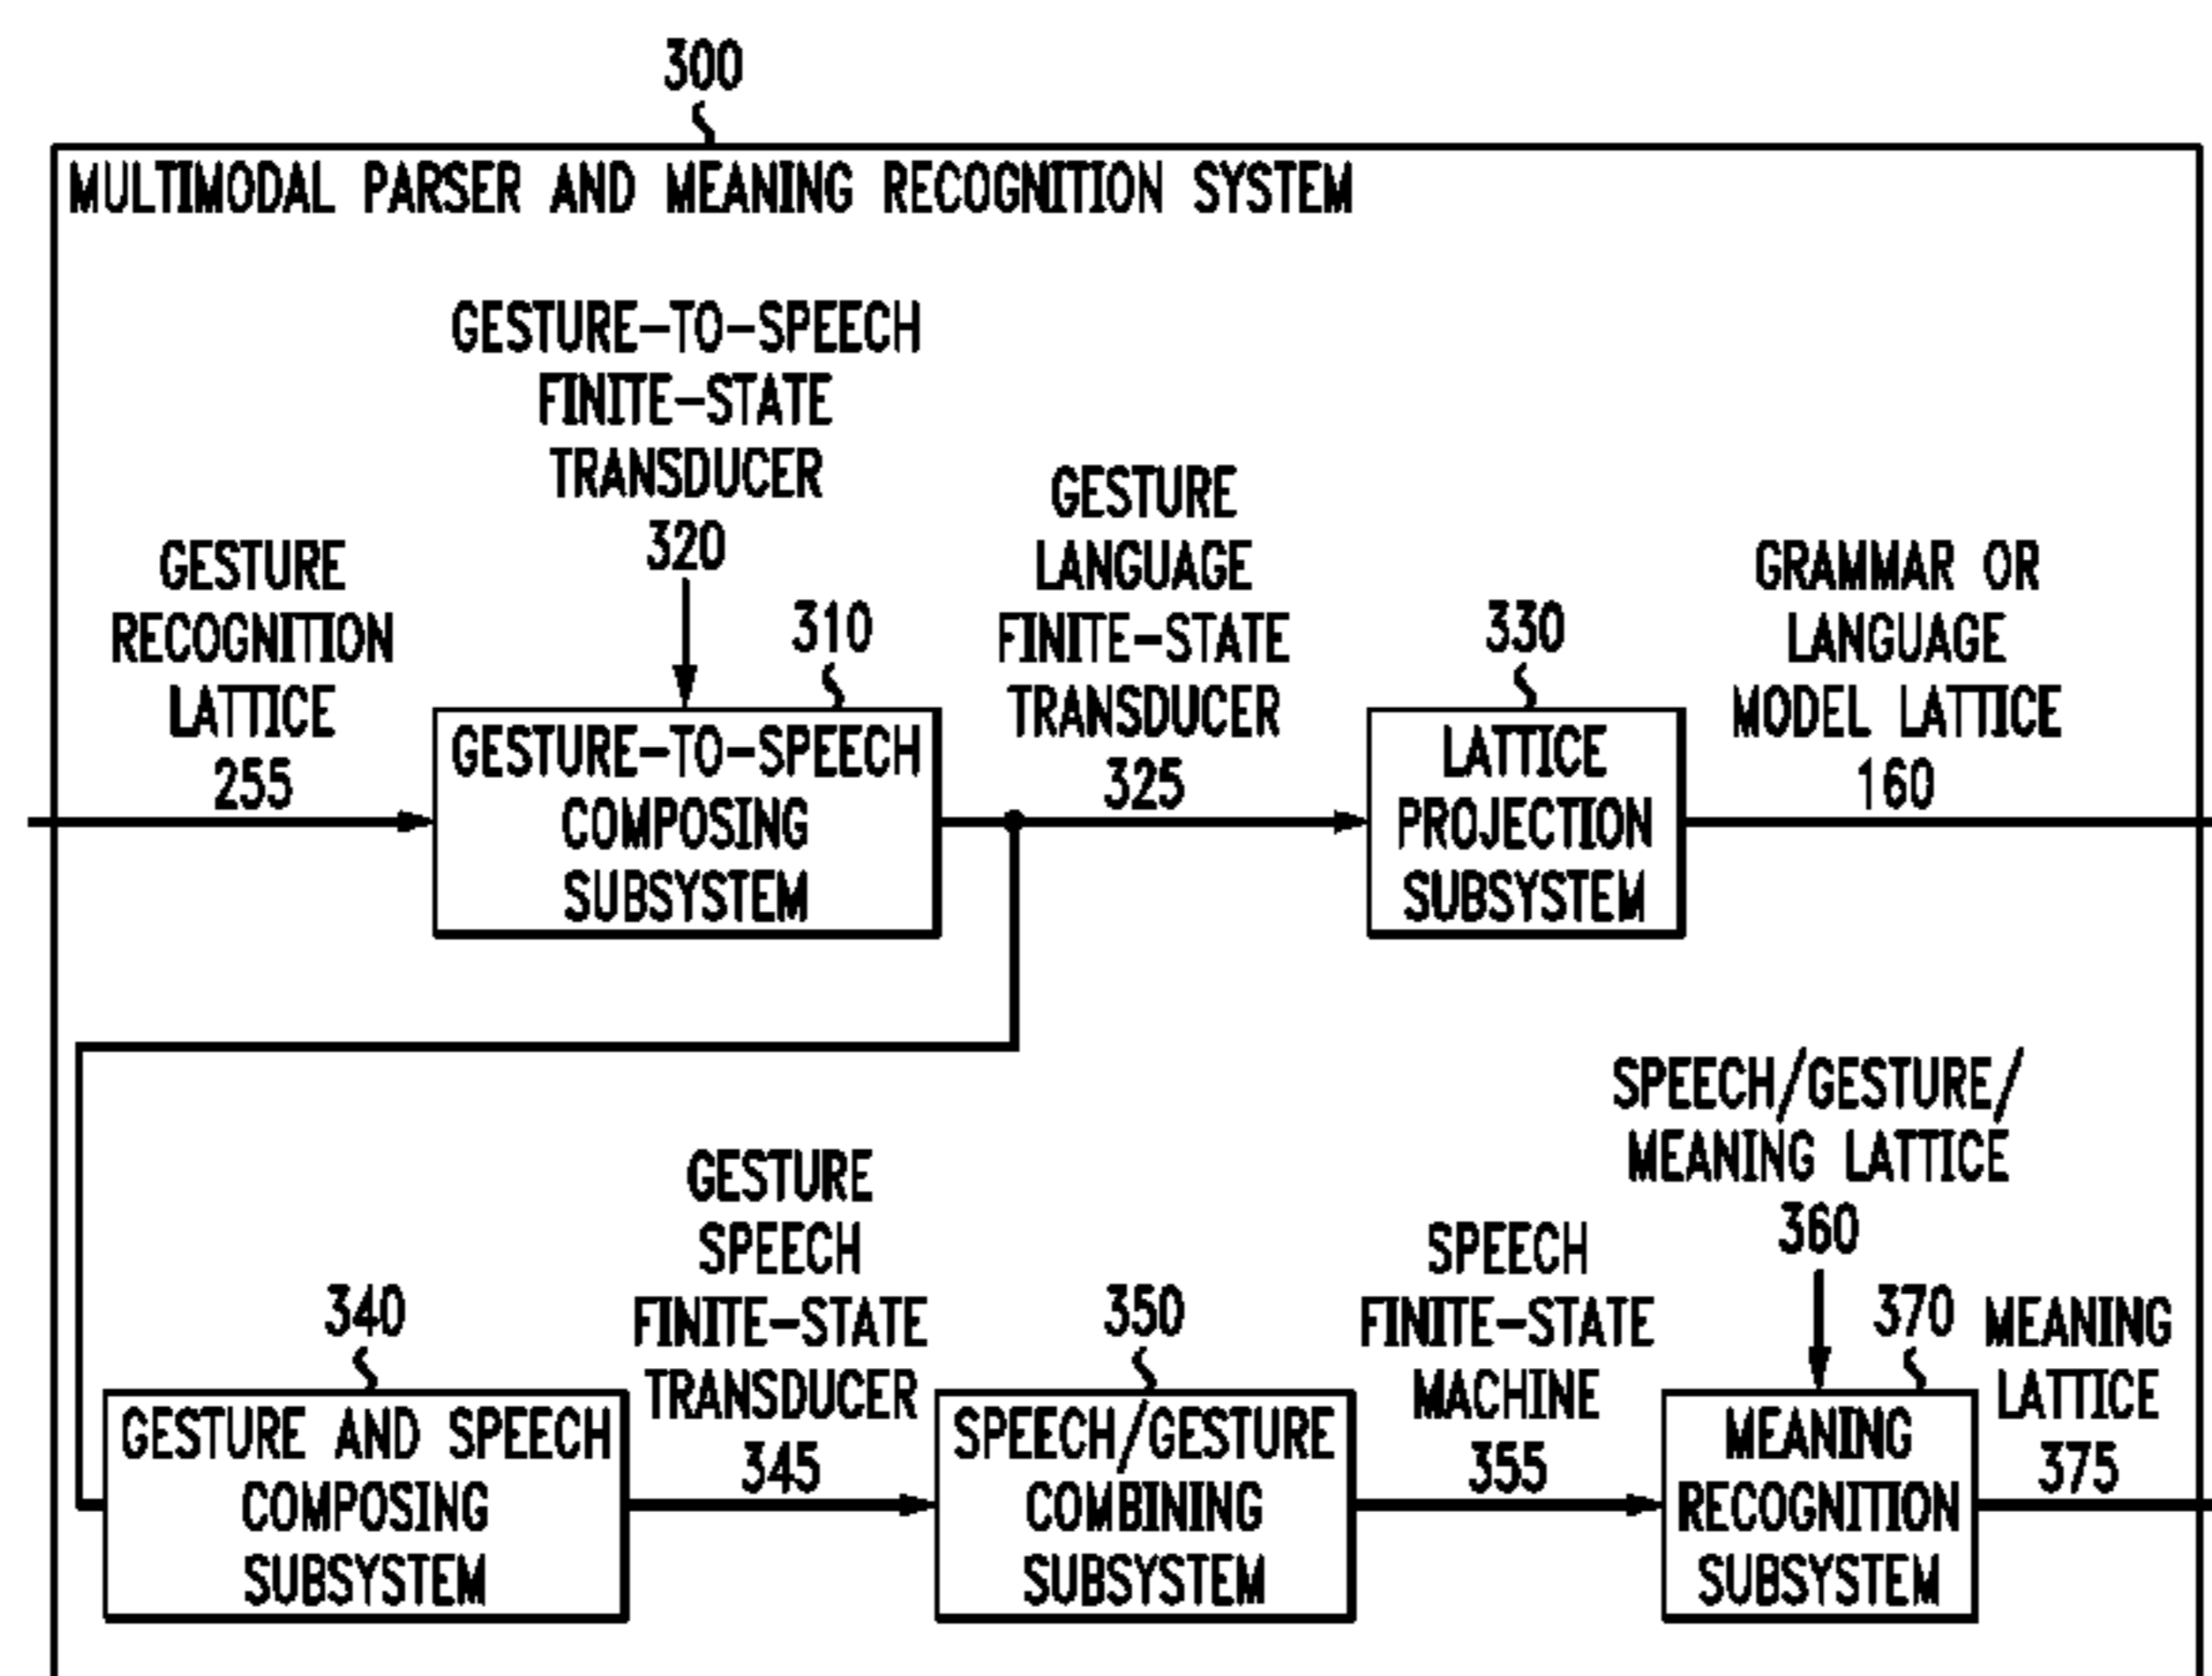 300
MULTIMODAL PARSER AND MEANING RECOGNITION SYSTEM
GESTURE-TO-SPEECH
FINITE-STATE
TRANSDUCER
320
GESTURE
RECOGNITION
LATTICE
255
310
GESTURE-TO-SPEECH
COMPOSING
SUBSYSTEM
GESTURE
LANGUAGE
FINITE-STATE
TRANSDUCER
325
330
LATTICE
PROJECTION
SUBSYSTEM
GRAMMAR OR
LANGUAGE
MODEL LATTICE
160
340
GESTURE AND SPEECH
COMPOSING
SUBSYSTEM
GESTURE
SPEECH
FINITE-STATE
TRANSDUCER
345
350
SPEECH/GESTURE
COMBINING
SUBSYSTEM
SPEECH
FINITE-STATE
MACHINE
355
SPEECH/GESTURE/
MEANING LATTICE
360
370
MEANING
RECOGNITION
SUBSYSTEM
MEANING
LATTICE
375